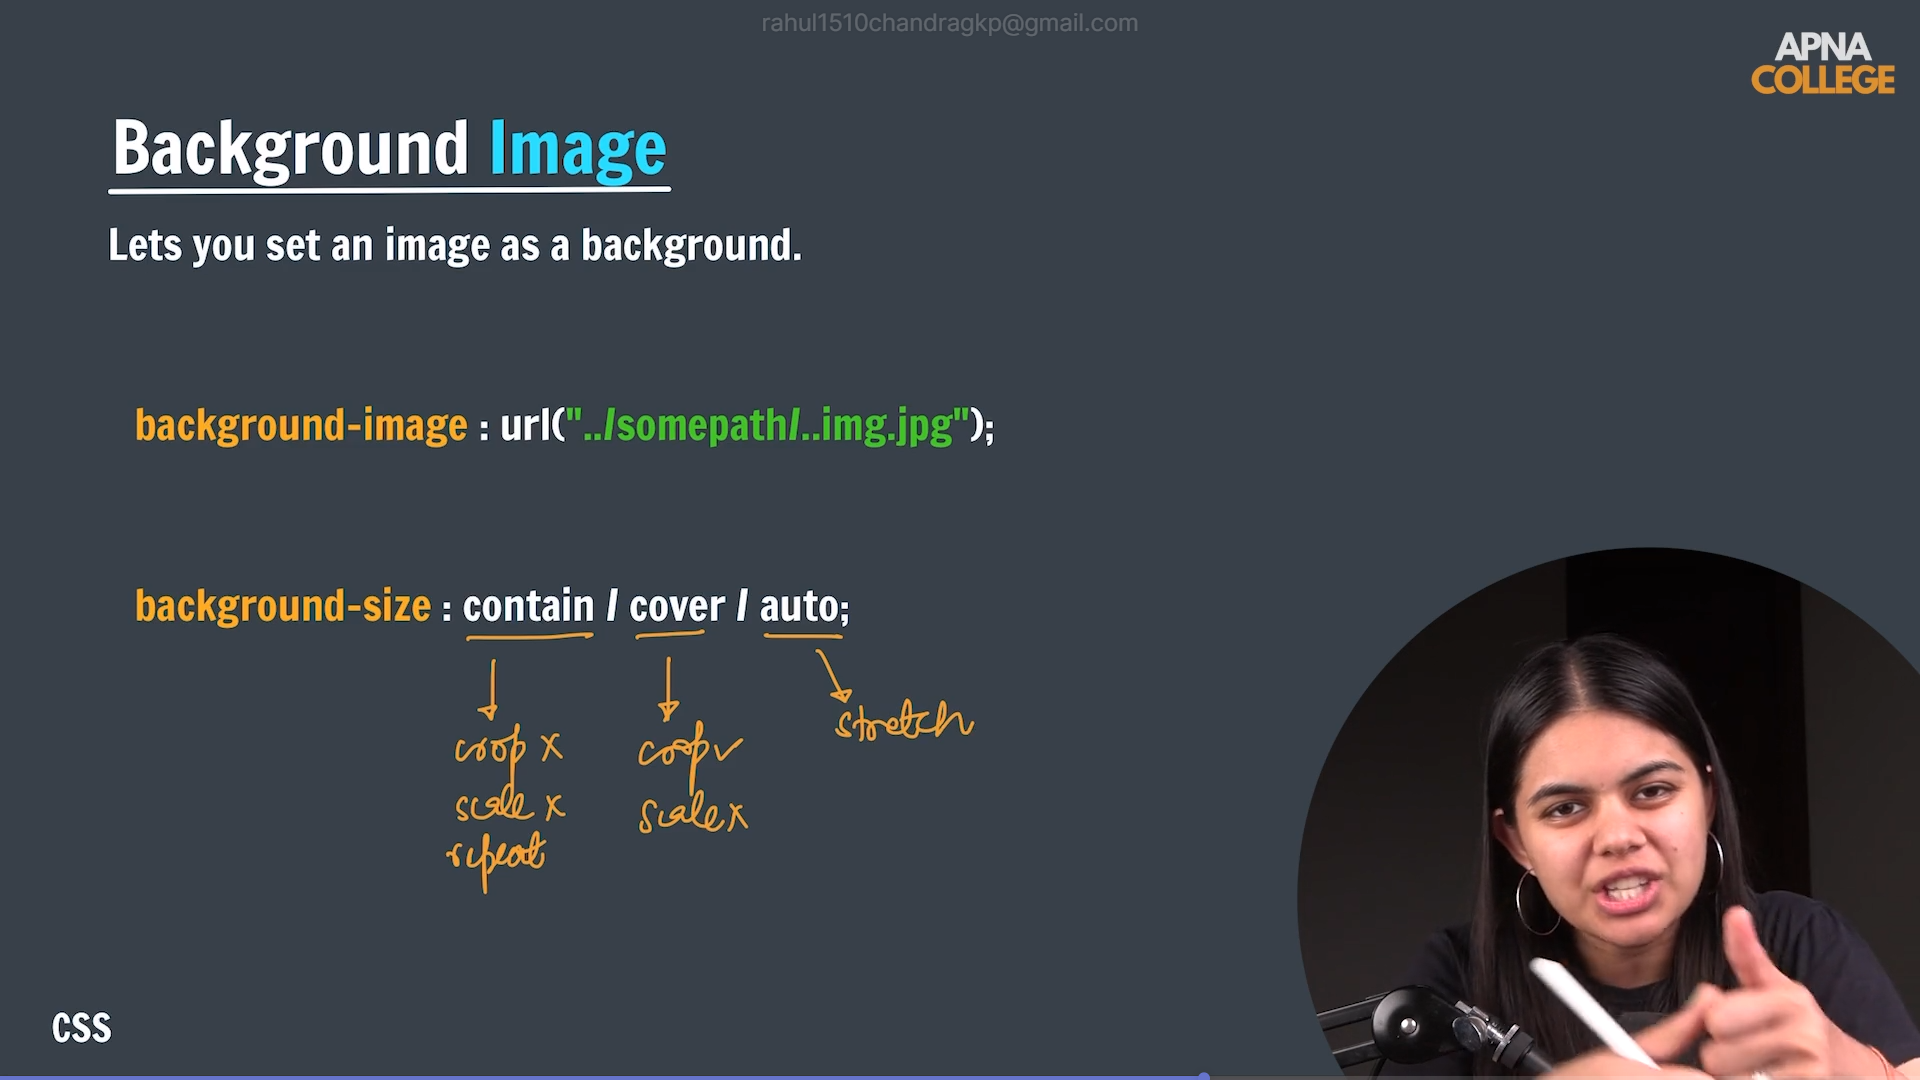 rahul1510chandragkp@gmail.com
APNA
COLLEGE
Background Image
Lets you set an image as a background.
background-image : url("../somepath/..img.jpg");
background-size : contain / cover / auto;
stretch
crop x
crop ✓
scale x
scale x
repeat
CSS